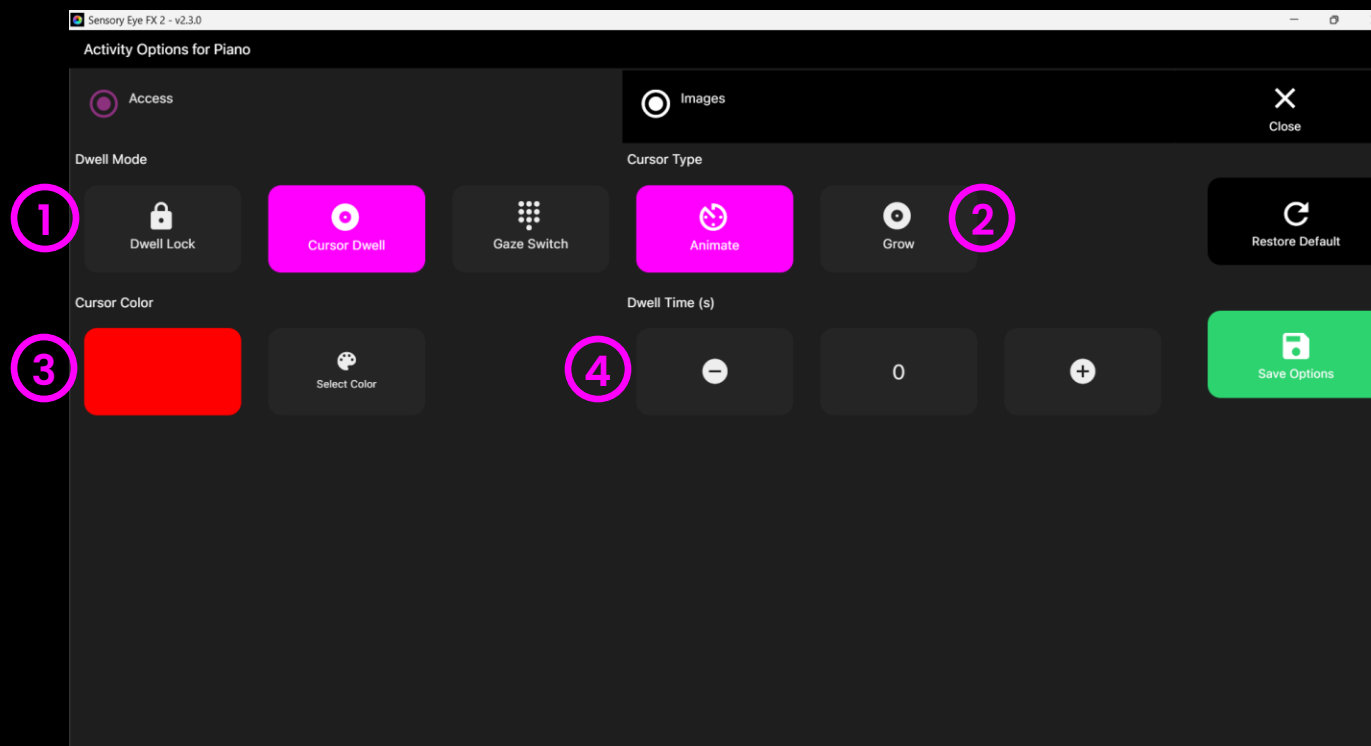 Sensory Eye FX 2 - v2.3.0
Activity Options for Piano
Access
Images
Close
Dwell Mode
Cursor Type
1
Dwell Lock
Cursor Dwell
Gaze Switch
Animate
Grow
2
Restore Default
Cursor Color
Dwell Time (s)
3
Select Color
4
0
Save Options